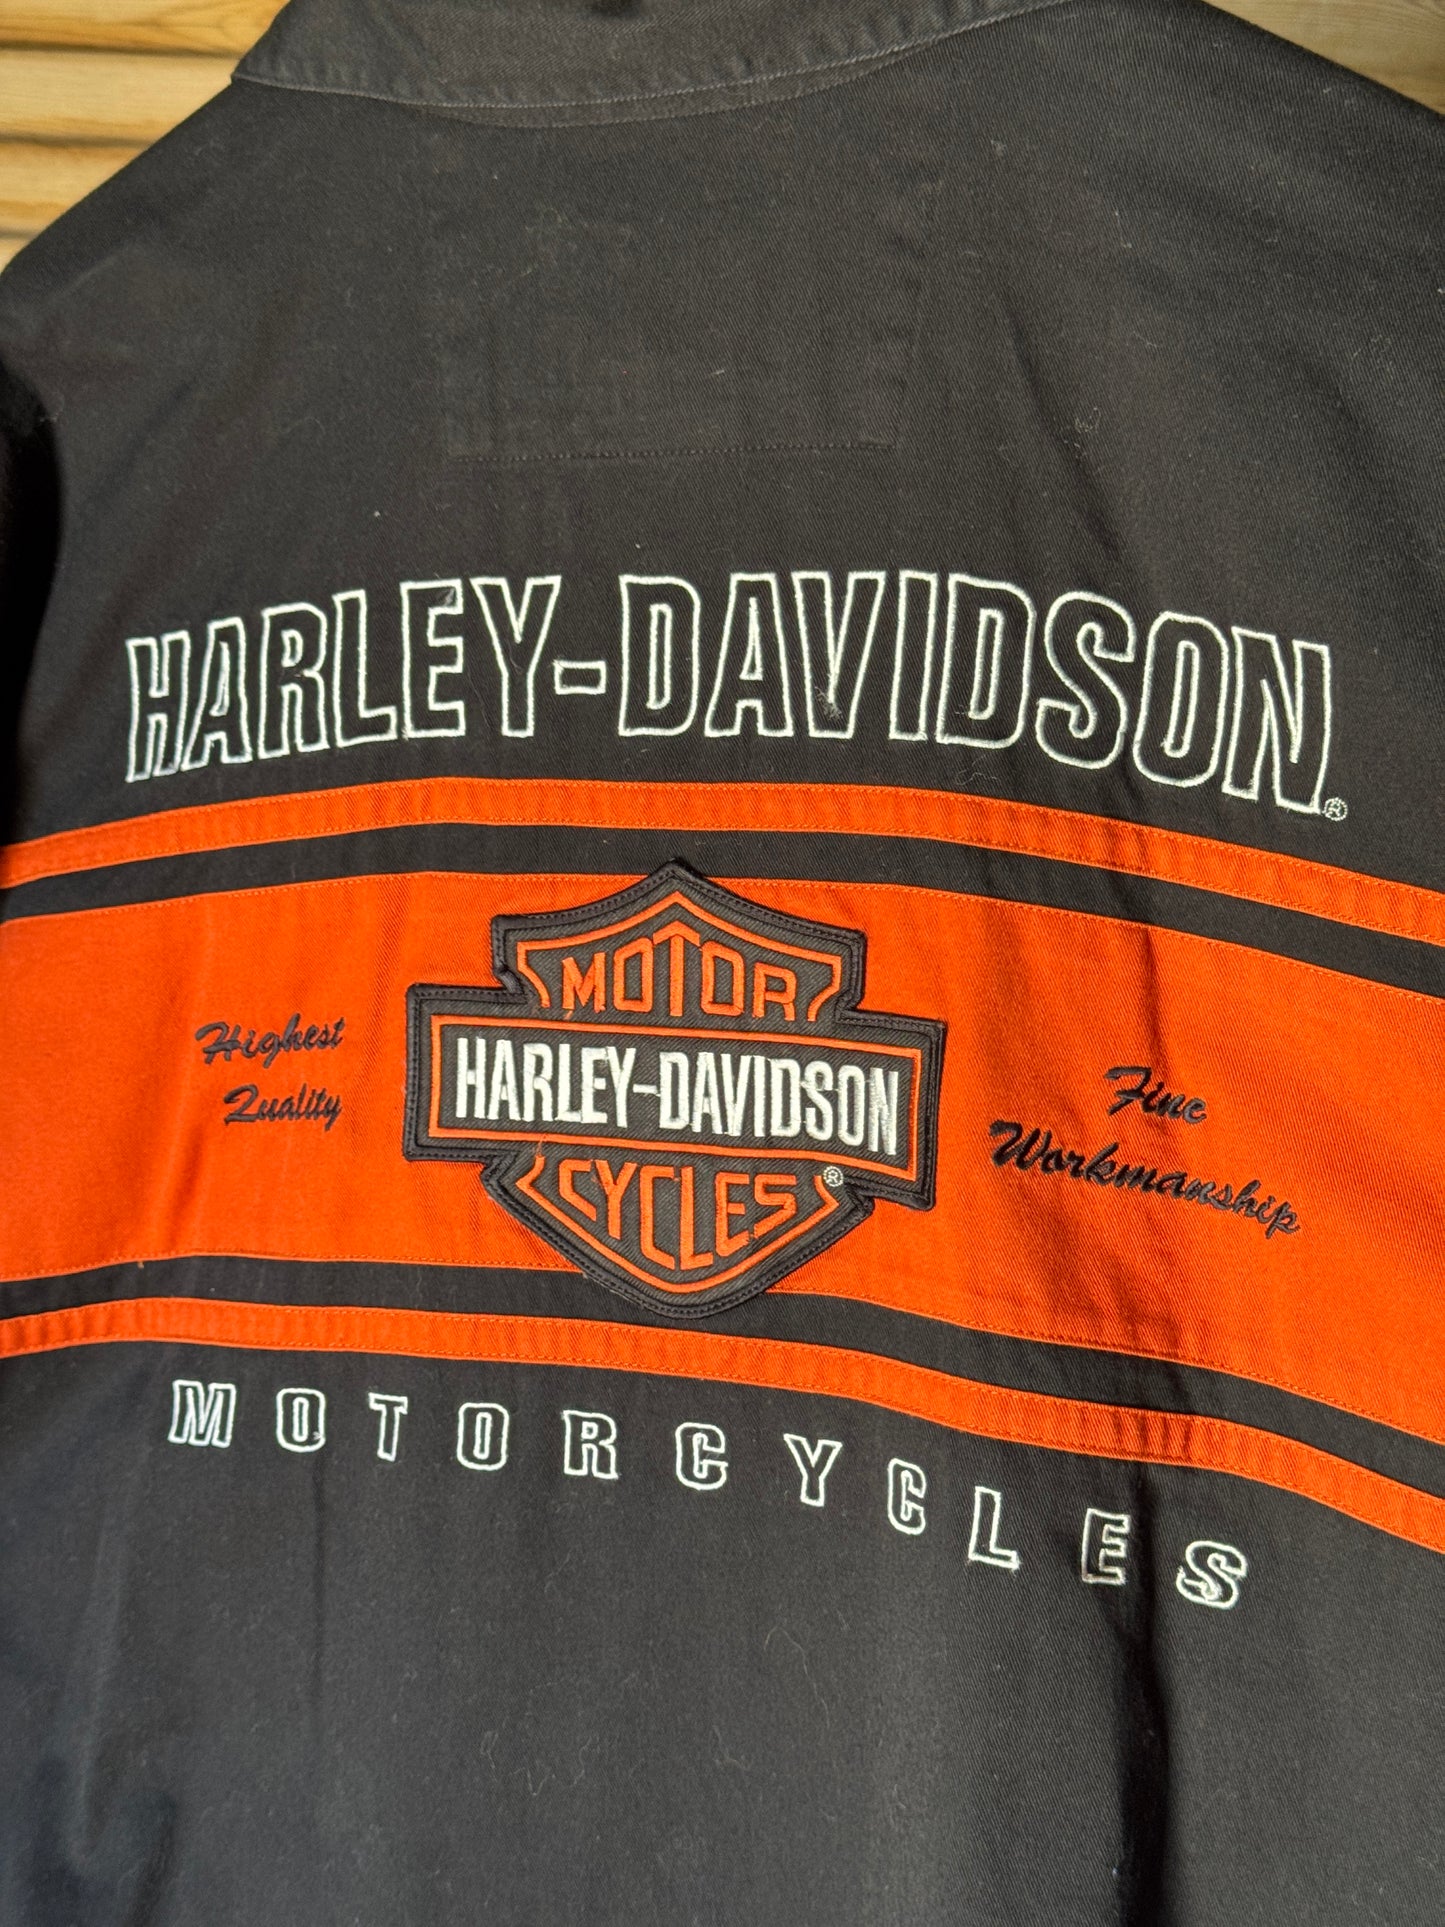 HARLEY-DAVIDSON®
MOTOR
HARLEY-DAVIDSON
CYCLES®
Highest
Quality
Fine
Workmanship
MOTORCYCLES